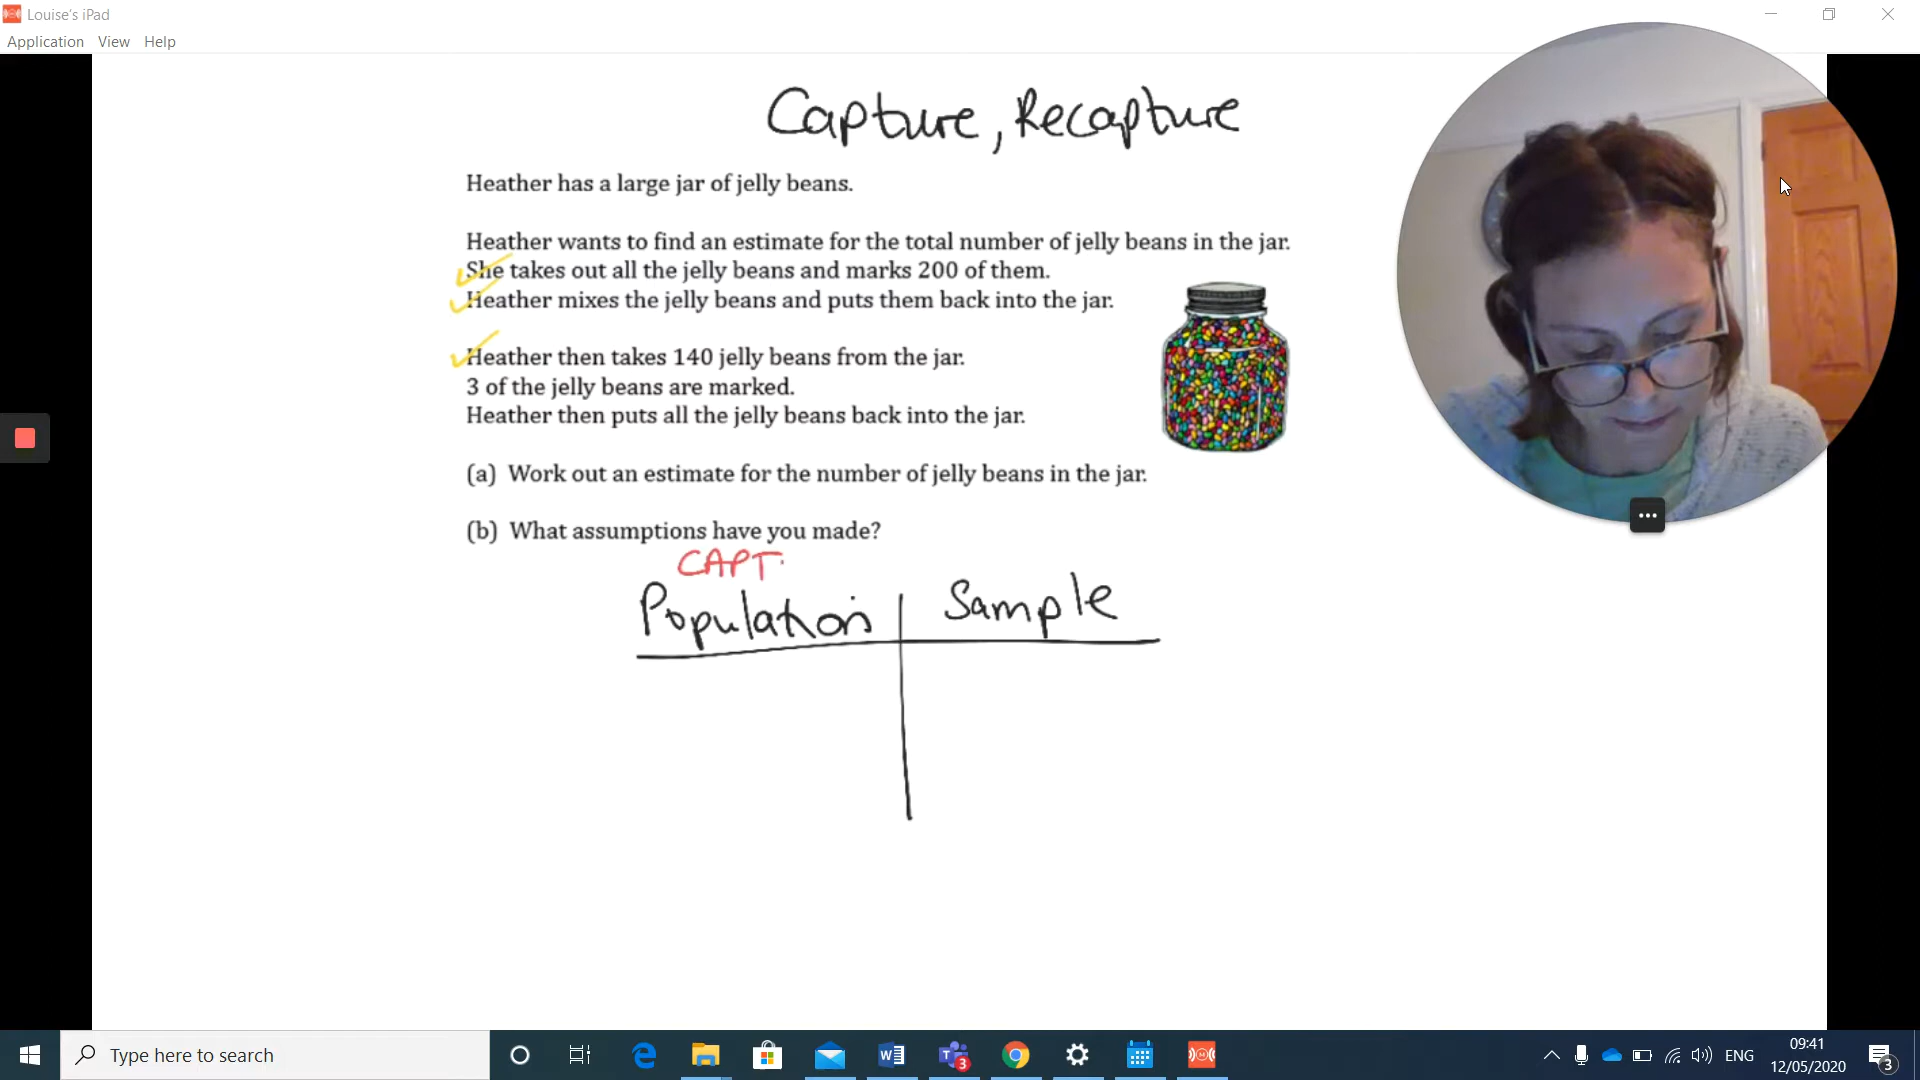 Louise's iPad
Application View Help
Capture, Recapture
Heather has a large jar of jelly beans.
Heather wants to find an estimate for the total number of jelly beans in the jar.
She takes out all the jelly beans and marks 200 of them.
Heather mixes the jelly beans and puts them back into the jar.
Heather then takes 140 jelly beans from the jar.
3 of the jelly beans are marked.
Heather then puts all the jelly beans back into the jar.
(a) Work out an estimate for the number of jelly beans in the jar.
(b) What assumptions have you made?
CAPT.
Population Sample
Type here to search
W
T 3
ENG
09:41
12/05/2020
3